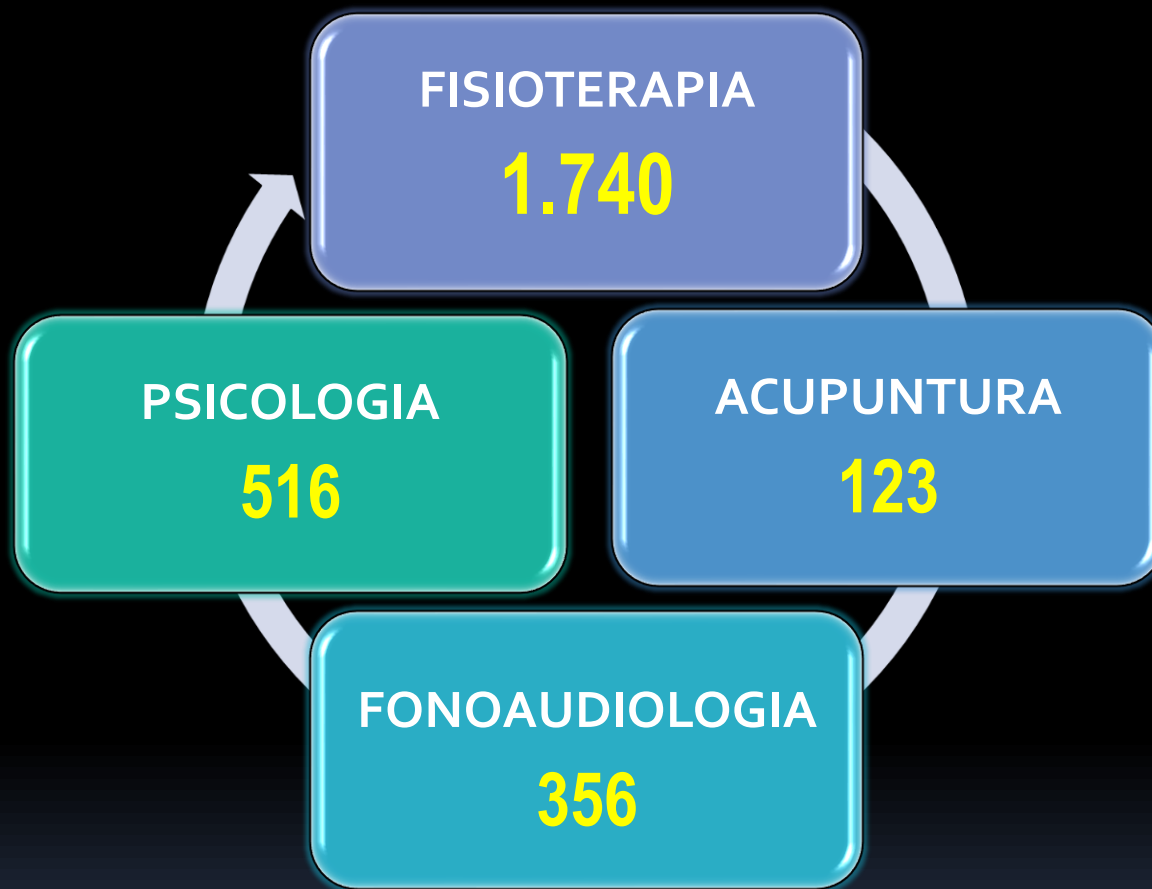 FISIOTERAPIA
1.740
PSICOLOGIA
516
ACUPUNTURA
123
FONOAUDIOLOGIA
356